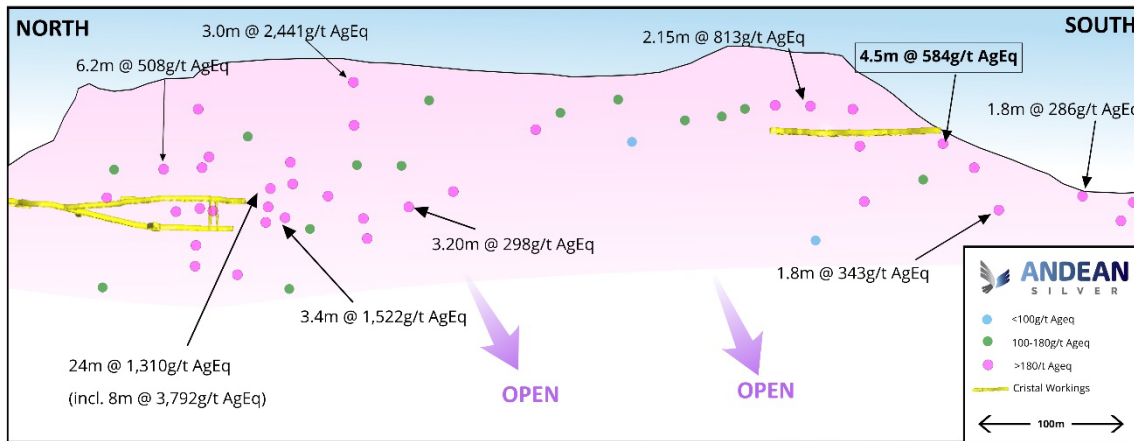 NORTH
SOUTH
3.0m @ 2,441g/t AgEq
2.15m @ 813g/t AgEq
6.2m @ 508g/t AgEq
4.5m @ 584g/t AgEq
1.8m @ 286g/t AgEq
3.20m @ 298g/t AgEq
1.8m @ 343g/t AgEq
3.4m @ 1,522g/t AgEq
24m @ 1,310g/t AgEq
(incl. 8m @ 3,792g/t AgEq)
OPEN
OPEN
ANDEAN
SILVER
<100g/t Ageq
100-180g/t Ageq
>180/t Ageq
Cristal Workings
100m